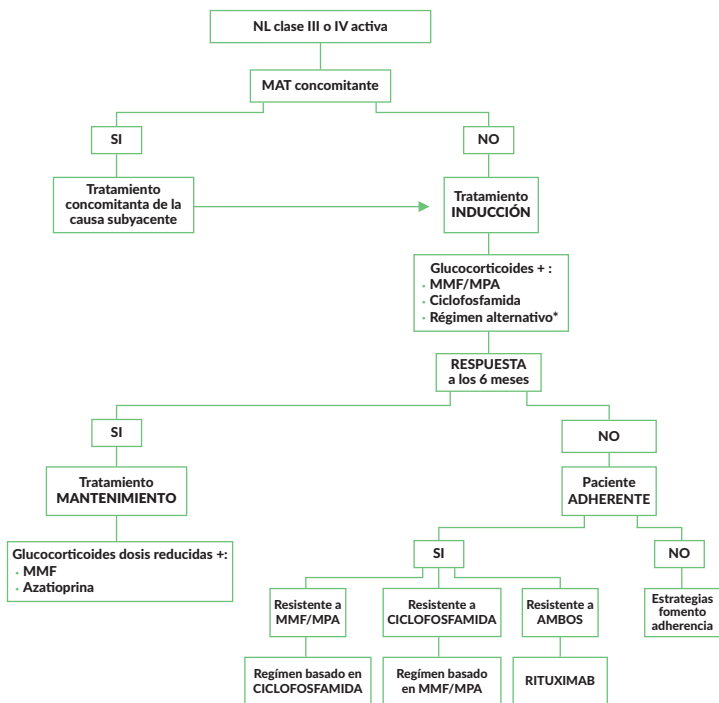 NL clase III o IV activa
MAT concomitante
SI
NO
Tratamiento
concomitanta de la
causa subyacente
Tratamiento
INDUCCIÓN
Glucocorticoides + :
· MMF/MPA
· Ciclofosfamida
· Régimen alternativo*
RESPUESTA
a los 6 meses
SI
NO
Tratamiento
MANTENIMIENTO
Paciente
ADHERENTE
Glucocorticoides dosis reducidas +:
· MMF
· Azatioprina
SI
NO
Resistente a
MMF/MPA
Resistente a
CICLOFOSFAMIDA
Resistente a
AMBOS
Estrategias
fomento
adherencia
Regímen basado en
CICLOFOSFAMIDA
Regímen basado
en MMF/MPA
RITUXIMAB